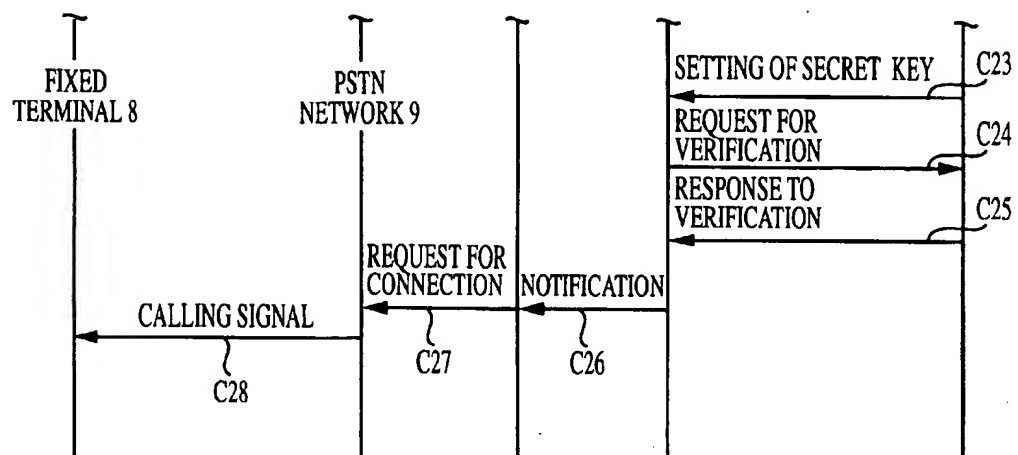 FIXED
TERMINAL 8
PSTN
NETWORK 9
SETTING OF SECRET KEY
C23
REQUEST FOR
VERIFICATION
C24
RESPONSE TO
VERIFICATION
C25
REQUEST FOR
CONNECTION
NOTIFICATION
CALLING SIGNAL
C27
C26
C28